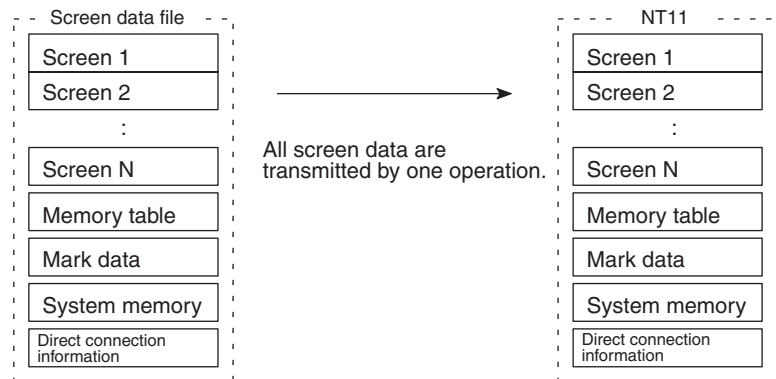 Screen data file
Screen 1
Screen 2
:
Screen N
Memory table
Mark data
System memory
Direct connection
information
All screen data are
transmitted by one operation.
NT11
Screen 1
Screen 2
:
Screen N
Memory table
Mark data
System memory
Direct connection
information